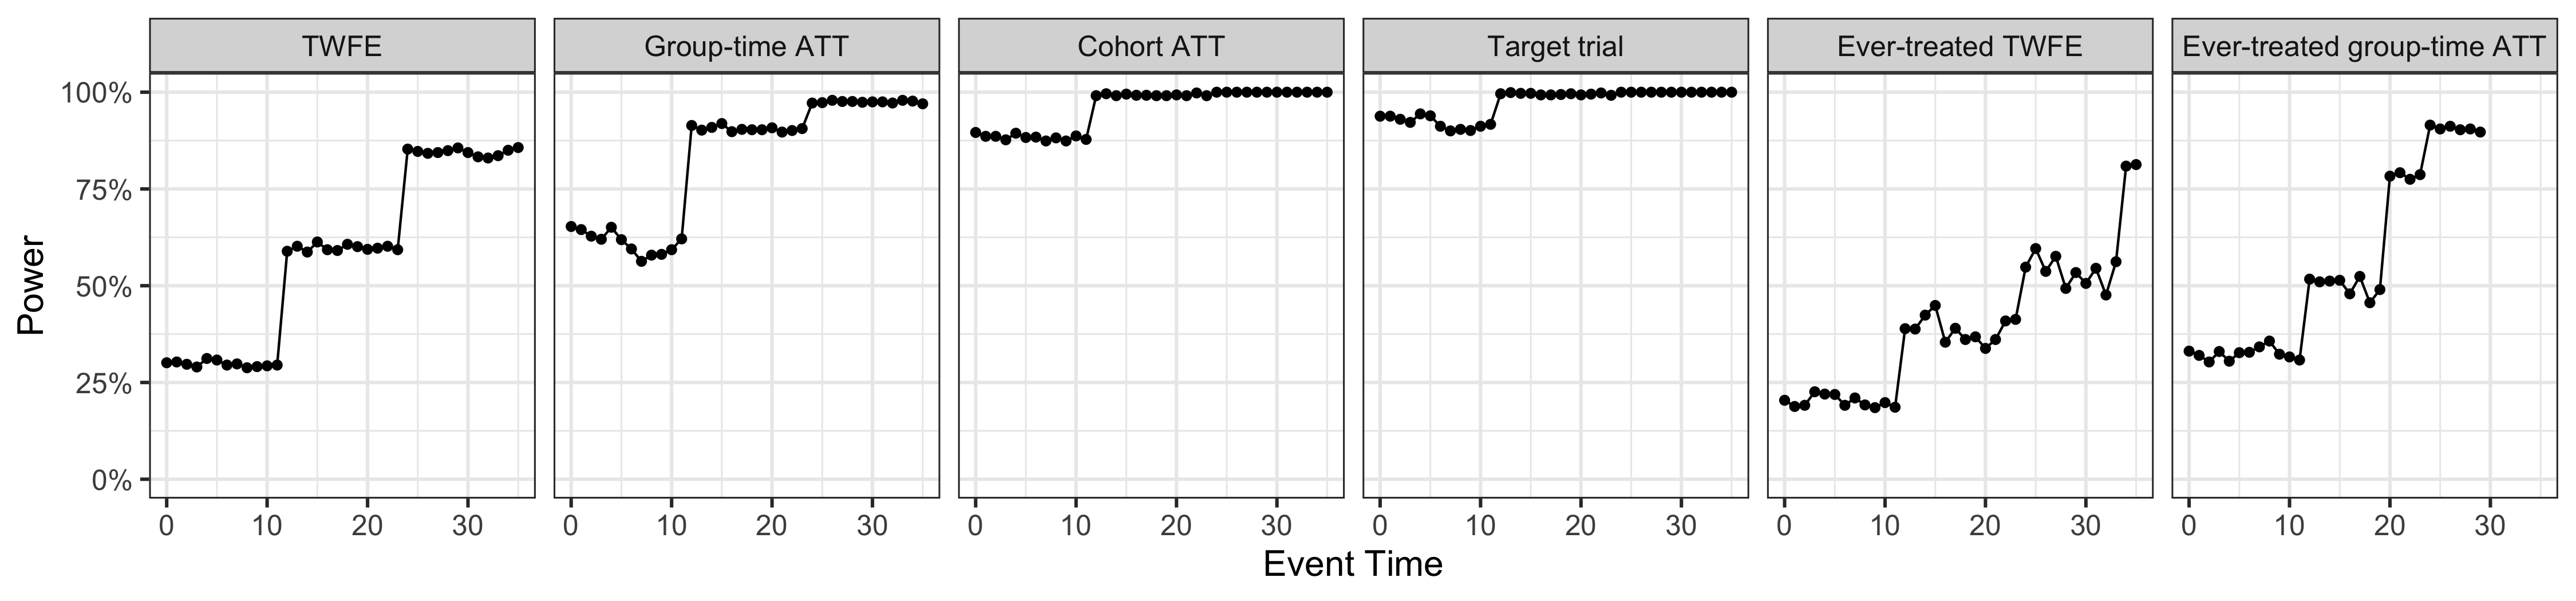 TWFE
Group-time ATT
Cohort ATT
Target trial
Ever-treated TWFE
Ever-treated group-time ATT
Power
100%
75%
50%
25%
0%
0 10 20 30
0 10 20 30
0 10 20 30
0 10 20 30
0 10 20 30
0 10 20 30
Event Time